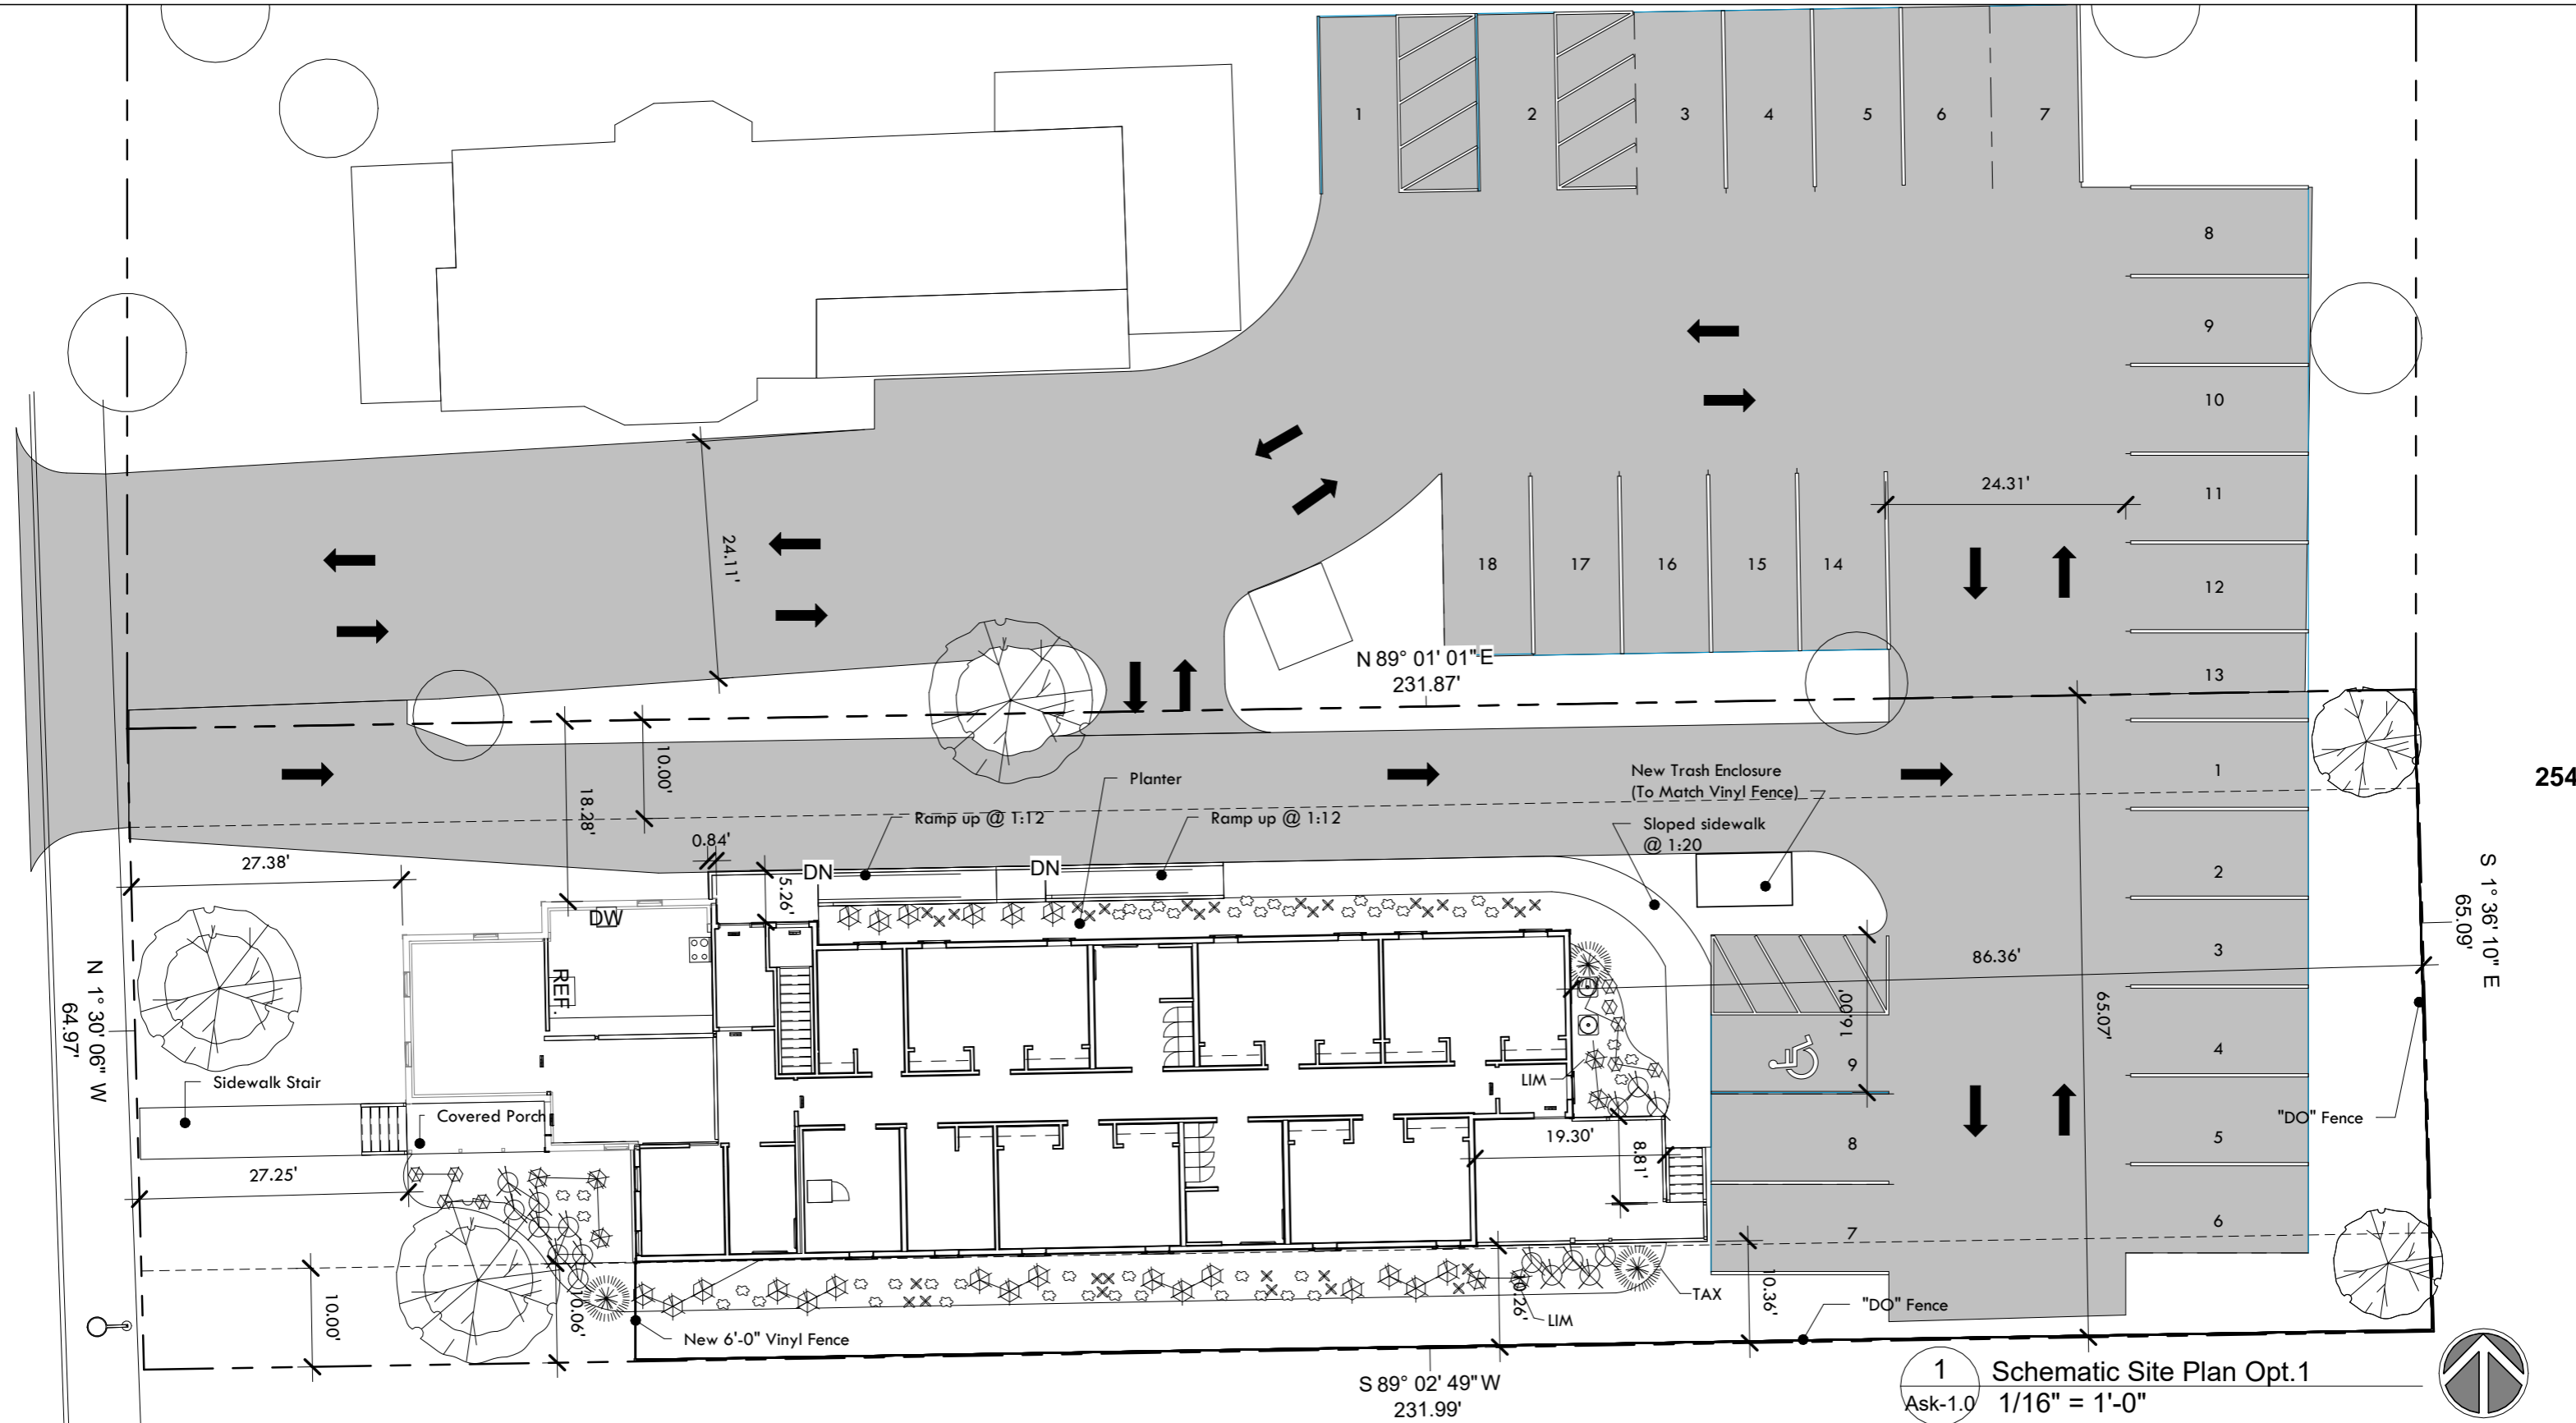 1
2
3
4
5
6
7
8
9
10
11
12
13
24.31'
18
17
16
15
14
24.11'
N 89° 01' 01" E
231.87'
10.00'
18.28'
Planter
Ramp up @ 1:12
Ramp up @ 1:12
New Trash Enclosure
(To Match Vinyl Fence)
Sloped sidewalk
@ 1:20
1
254
0.84'
27.38'
DN
DN
5.26'
DW
REF.
2
3
S 1° 36' 10" E
65.09'
86.36'
16.00'
65.07'
N 1° 30' 06" W
64.97'
Sidewalk Stair
Covered Porch
LIM
9
4
"DO" Fence
27.25'
19.30'
8.81'
8
5
7
6
10.00'
10.06'
New 6'-0" Vinyl Fence
10.26'
LIM
TAX
10.36'
"DO" Fence
S 89° 02' 49" W
231.99'
1
Ask-1.0
Schematic Site Plan Opt.1
1/16" = 1'-0"